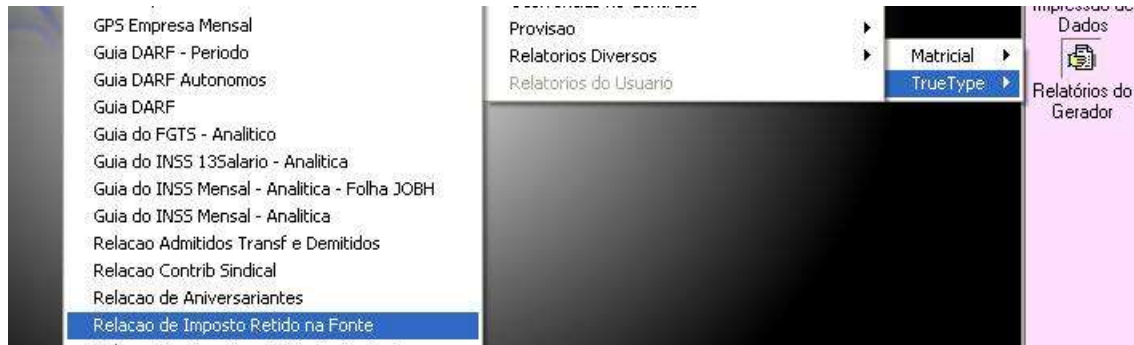 GPS Empresa Mensal
Guia DARF - Periodo
Guia DARF Autonomos
Guia DARF
Guia do FGTS - Analitico
Guia do INSS 13Salario - Analitica
Guia do INSS Mensal - Analitica - Folha JOBH
Guia do INSS Mensal - Analitica
Relacao Admitidos Transf e Demitidos
Relacao Contrib Sindical
Relacao de Aniversariantes
Relacao de Imposto Retido na Fonte
Provisao
Relatorios Diversos
Relatorios do Usuario
Matricial
TrueType
Impressão de
Dados
Relatórios do
Gerador